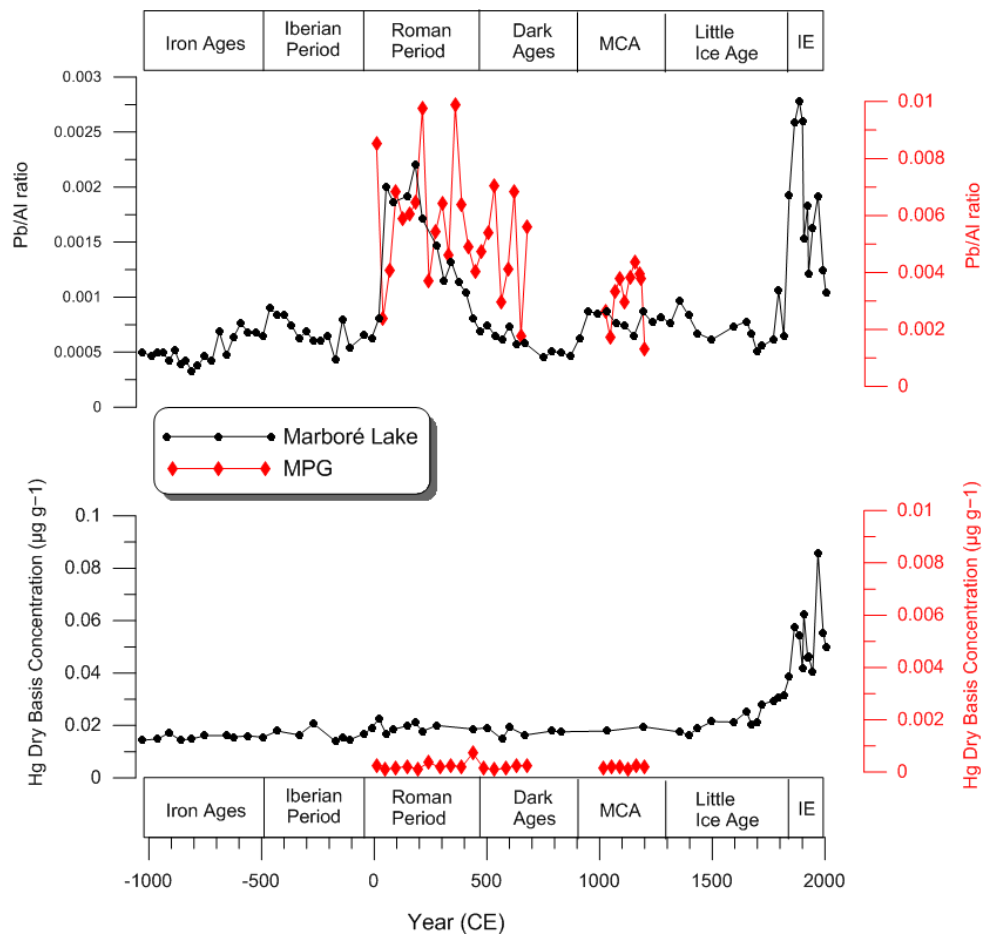 Iron Ages
Iberian
Period
Roman
Period
Dark
Ages
MCA
Little
Ice Age
IE
0.003
0.0025
0.002
0.0015
0.001
0.0005
0
Pb/Al ratio
0.01
0.008
0.006
0.004
0.002
0
Pb/Al ratio
Marboré Lake
MPG
0.1
0.08
0.06
0.04
0.02
0
Hg Dry Basis Concentration (µg g−1)
0.01
0.008
0.006
0.004
0.002
0
Hg Dry Basis Concentration (µg g−1)
Iron Ages
Iberian
Period
Roman
Period
Dark
Ages
MCA
Little
Ice Age
IE
-1000 -500 0 500 1000 1500 2000
Year (CE)